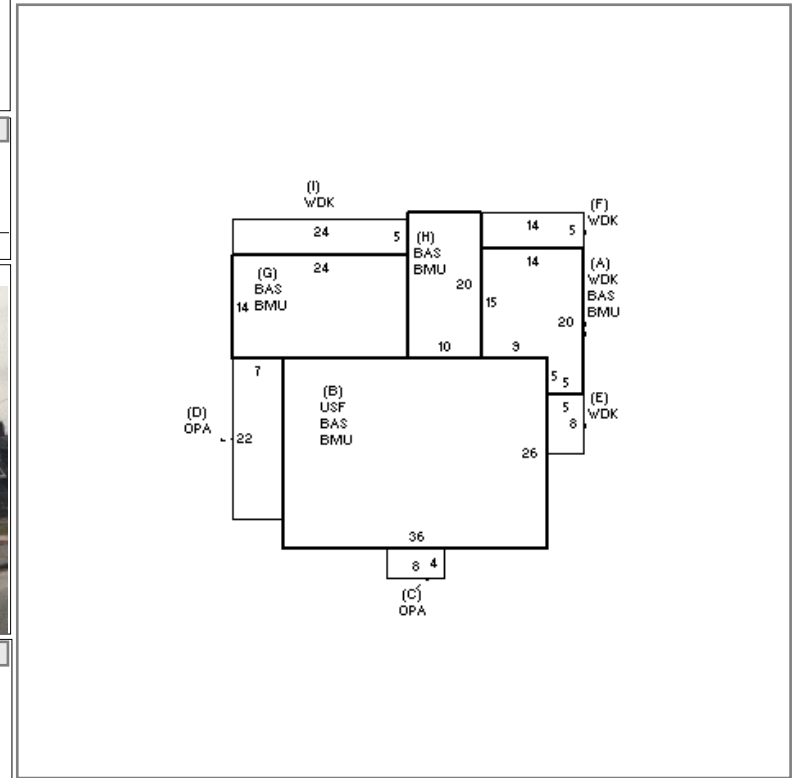 (I)
WDK
24
5
(H)
BAS
BMU
20
10
14
5
(F)
WDK
14
(A)
WDK
BAS
BMU
15
20
9
5
5
24
(G)
BAS
BMU
14
7
(D)
OPA
22
(B)
USF
BAS
BMU
26
36
5
8
(E)
WDK
8
4
(C)
OPA